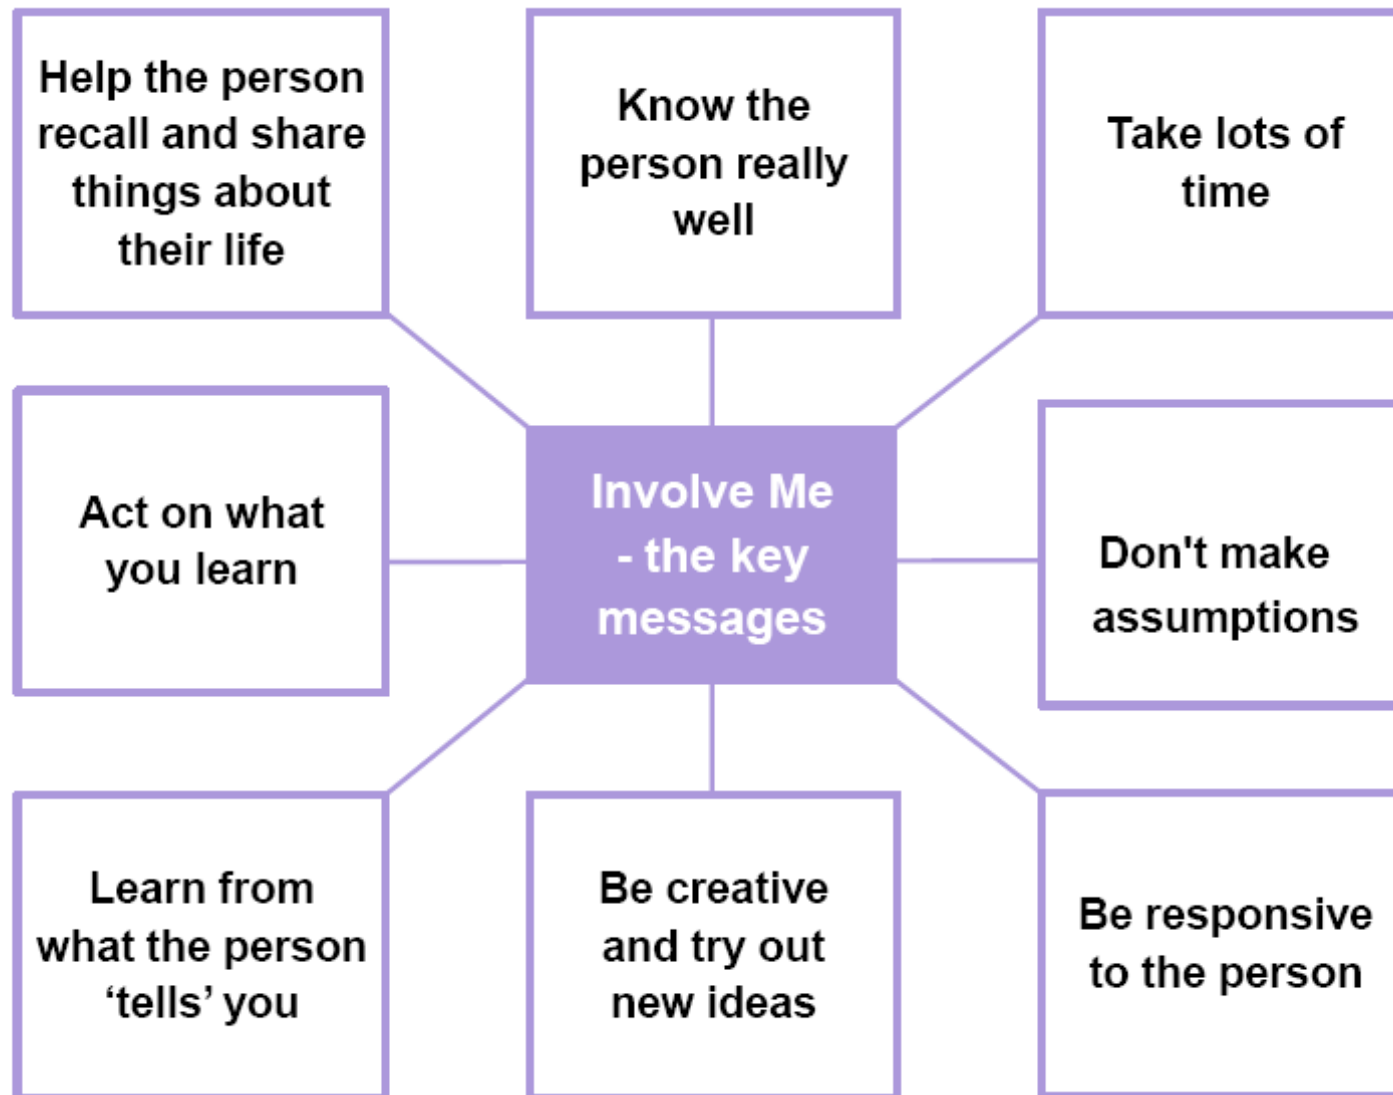 Help the person
recall and share
things about
their life
Know the
person really
well
Take lots of
time
Act on what
you learn
Involve Me
- the key
messages
Don't make
assumptions
Learn from
what the person
‘tells’ you
Be creative
and try out
new ideas
Be responsive
to the person